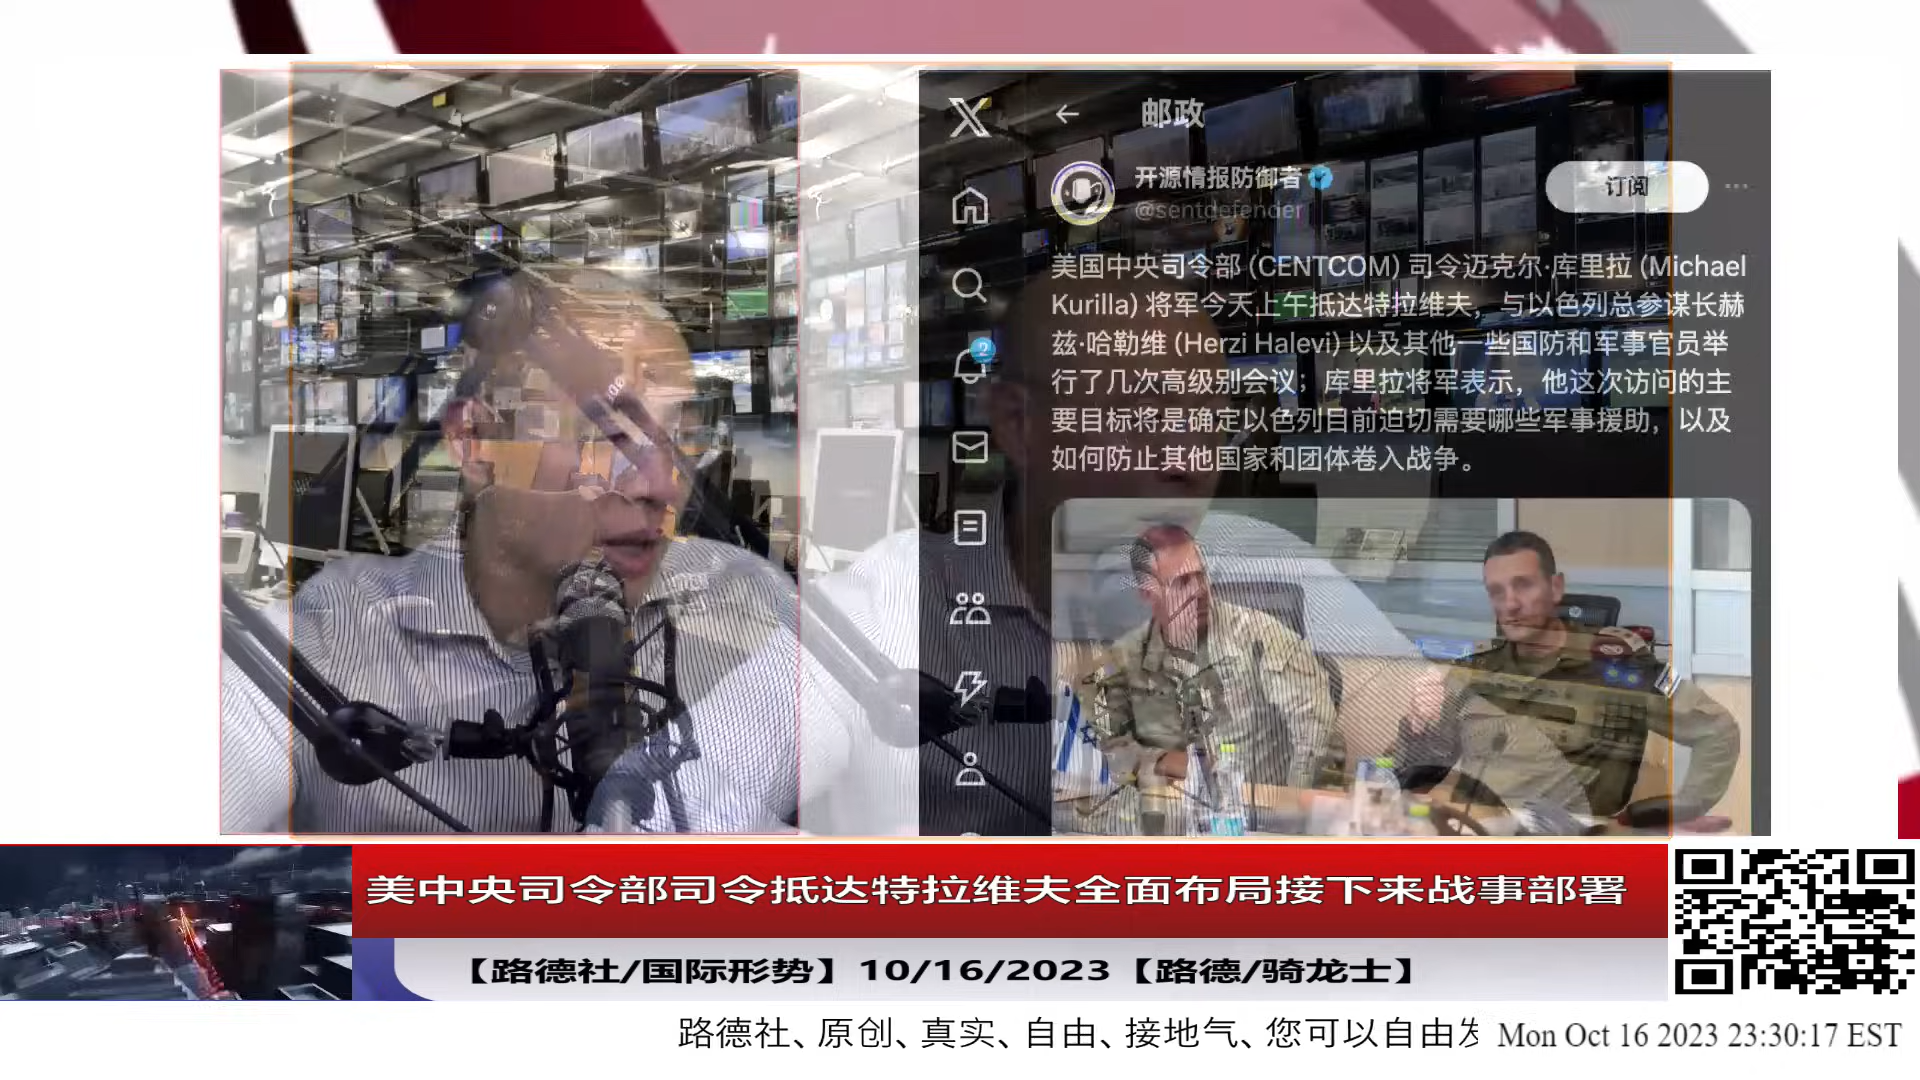 邮政
开源情报防御者
@sentdefender
订阅
美国中央司令部 (CENTCOM) 司令迈克尔·库里拉 (Michael
Kurilla) 将军今天上午抵达特拉维夫，与以色列总参谋长赫
兹·哈勒维 (Herzi Halevi) 以及其他一些国防和军事官员举
行了几次高级别会议；库里拉将军表示，他这次访问的主
要目标将是确定以色列目前迫切需要哪些军事援助，以及
如何防止其他国家和团体卷入战争。
2
美中央司令部司令抵达特拉维夫全面布局接下来战事部署
【路德社/国际形势】10/16/2023【路德/骑龙士】
路德社、原创、真实、自由、接地气、您可以自由发
Mon Oct 16 2023 23:30:17 EST